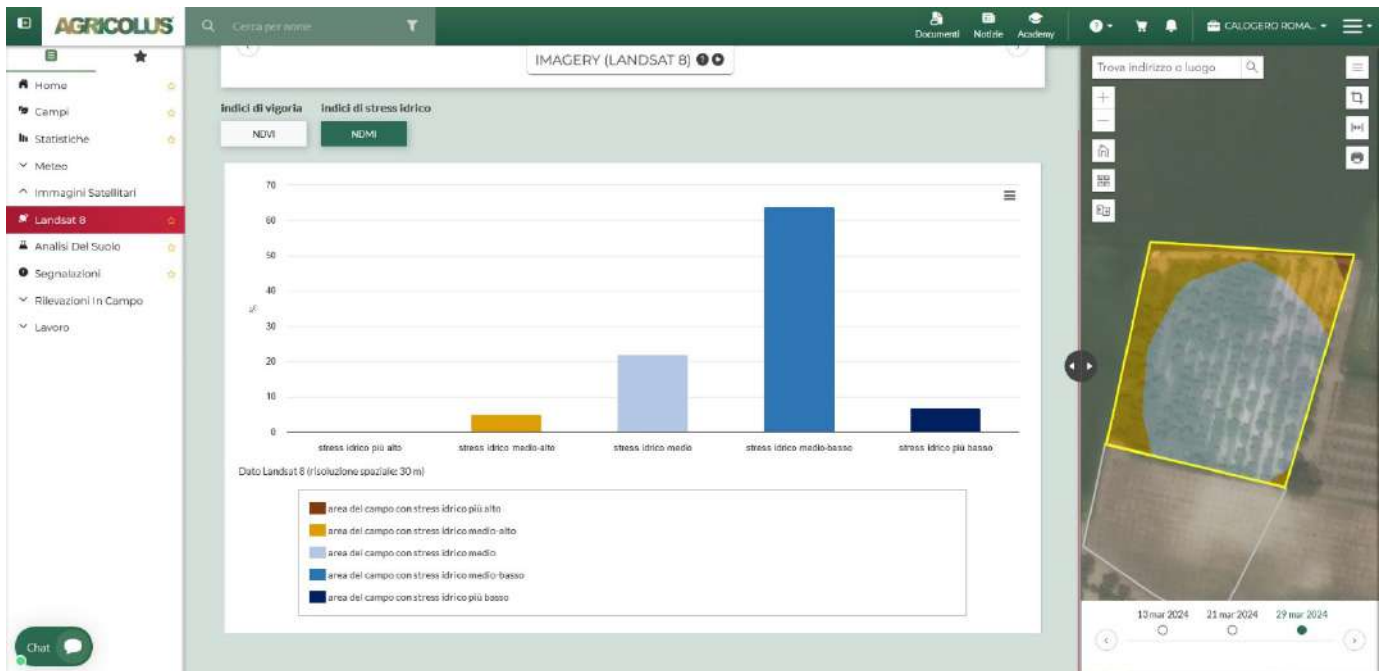 AGRICOLUS
Cerca per nome
Documenti
Notizie
Academy
CALOGERO ROMA...
Home
Campi
Statistiche
Meteo
Immagini Satellitari
Landsat 8
Analisi Del Suolo
Segnalazioni
Rilevazioni In Campo
Lavoro
Chat
IMAGERY (LANDSAT 8)
Indici di vigoria
Indici di stress idrico
NDVI
NDMI
70
60
50
40
30
20
10
0
%
stress idrico più alto
stress idrico medio-alto
stress idrico medio
stress idrico medio-basso
stress idrico più basso
Dato Landsat 8 (risoluzione spaziale: 30 m)
area del campo con stress idrico più alto
area del campo con stress idrico medio-alto
area del campo con stress idrico medio
area del campo con stress idrico medio-basso
area del campo con stress idrico più basso
Trova indirizzo o luogo
13 mar 2024
21 mar 2024
29 mar 2024